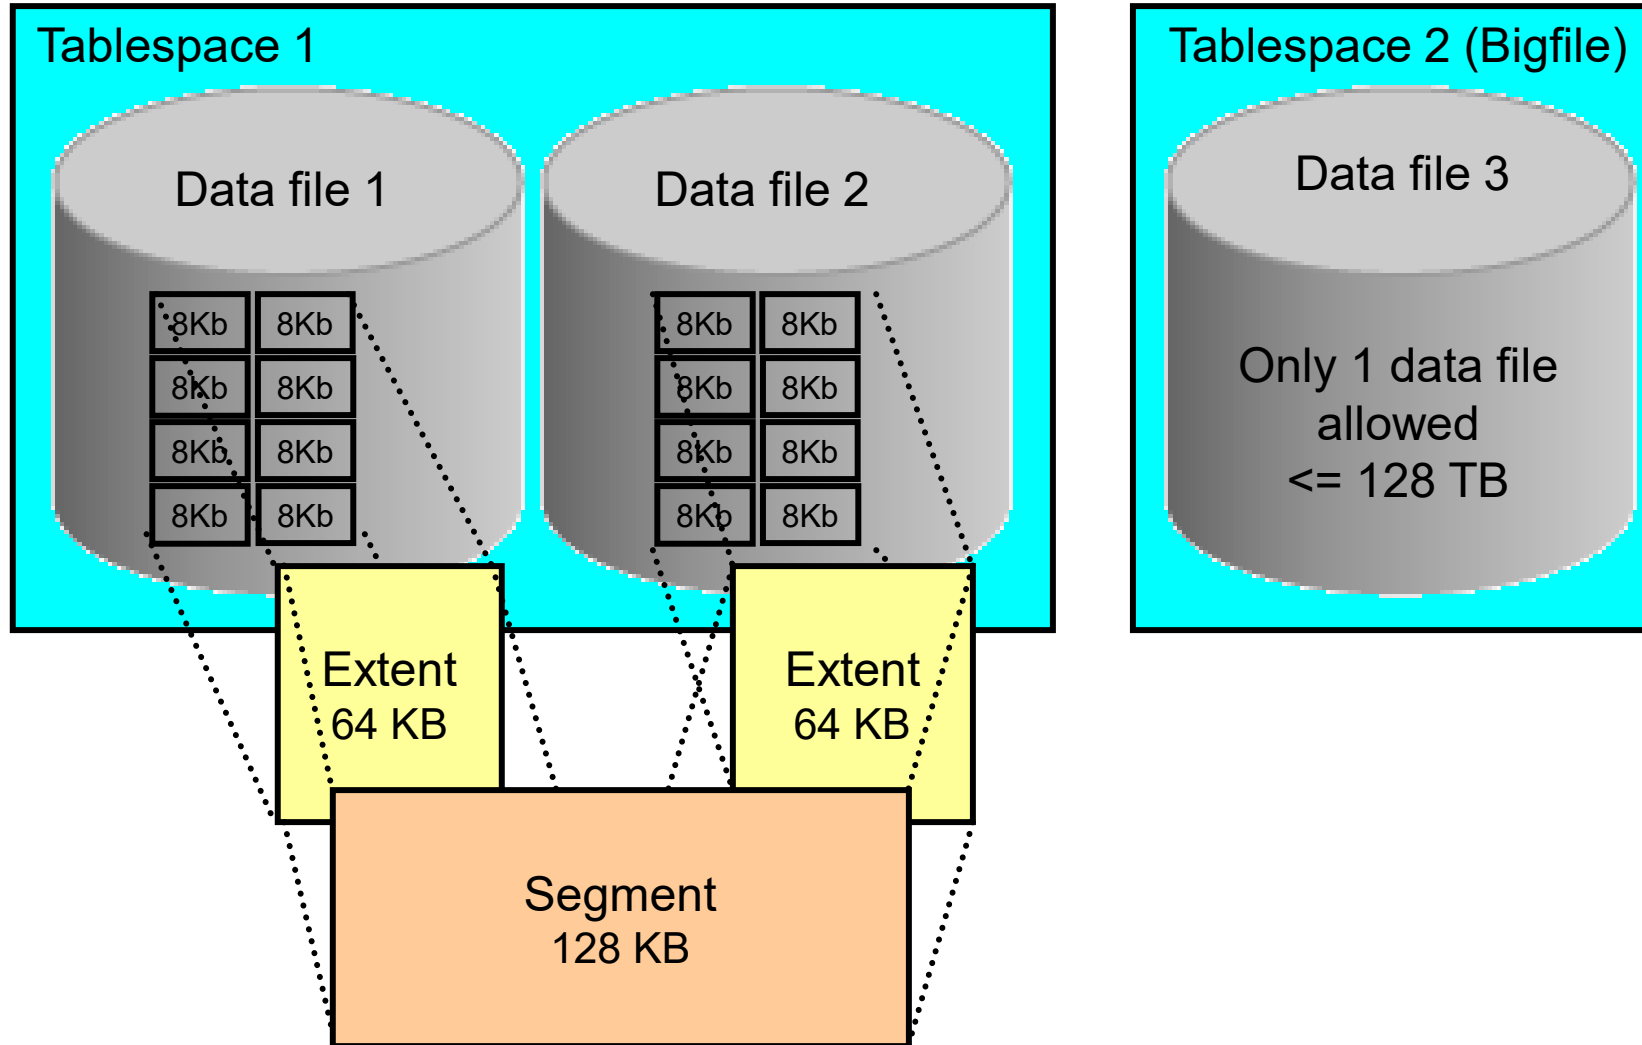 Tablespace 1
Tablespace 2 (Bigfile)
Data file 1
Data file 2
Data file 3
8Kb 8Kb
8Kb 8Kb
8Kb 8Kb
8Kb 8Kb
8Kb 8Kb
8Kb 8Kb
8Kb 8Kb
8Kb 8Kb
Only 1 data file
allowed
<= 128 TB
Extent
64 KB
Extent
64 KB
Segment
128 KB